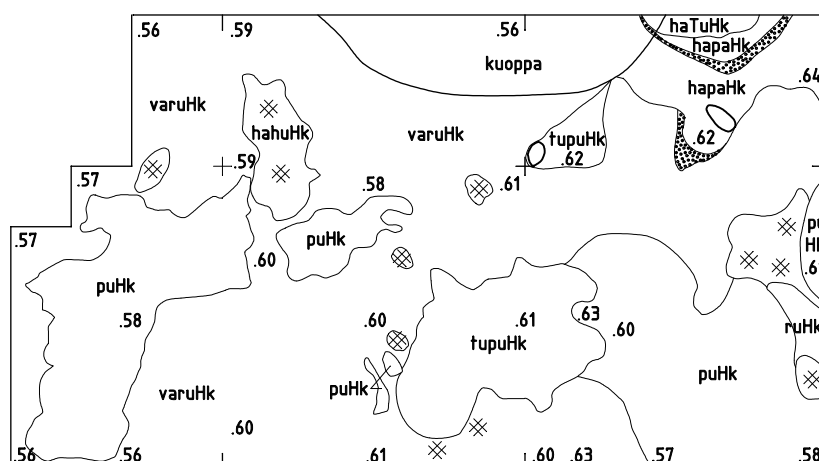 .56
.59
.56
haTuHk
hapaHk
kuoppa
.64
hapaHk
varuHk
hahuHk
varuHk
tupuHk
.62
.62
.59
.57
.58
.61
.57
puHk
.60
puHk
.58
.60
.61
.63
.60
tupuHk
ruHk
puHk
puHk
varuHk
.60
.56
.56
.61
.60
.63
.57
.58